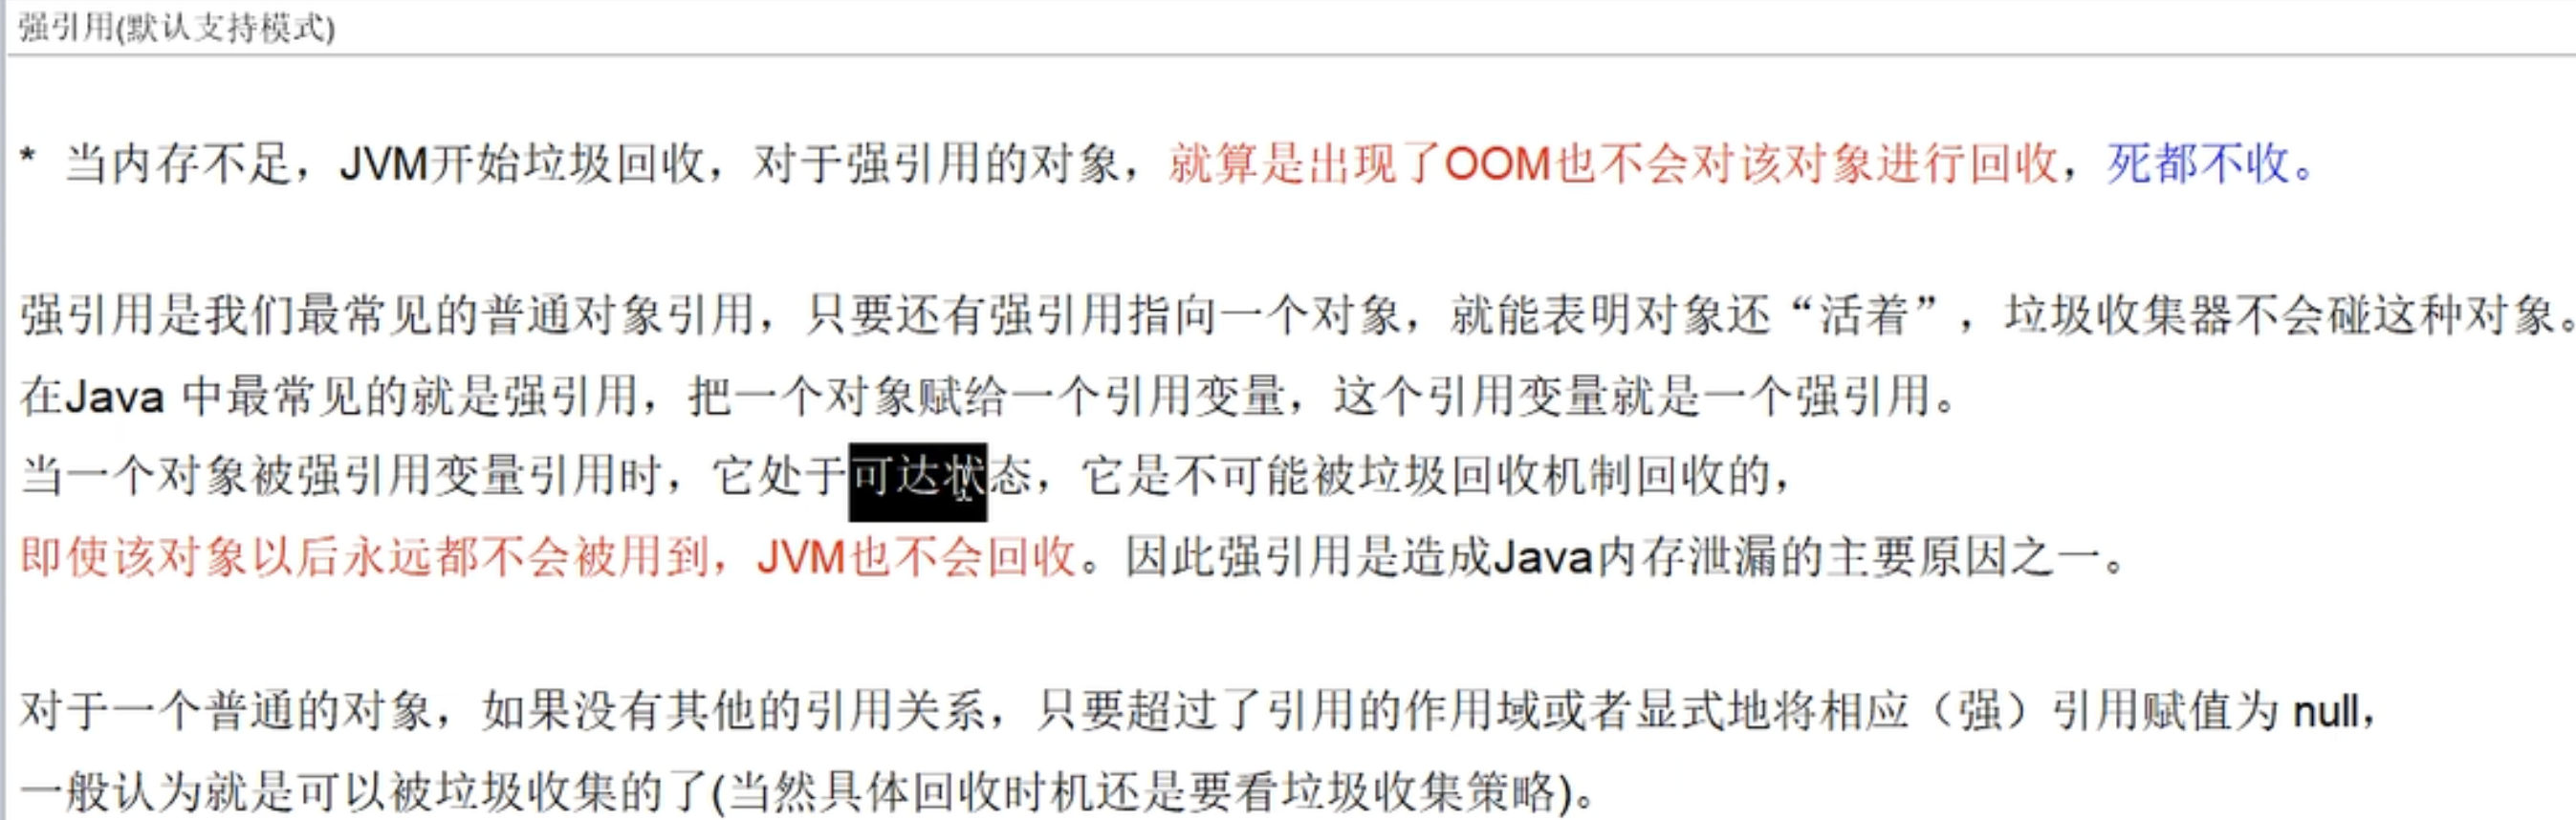 强引用(默认支持模式)
* 当内存不足，JVM开始垃圾回收，对于强引用的对象，就算是出现了OOM也不会对该对象进行回收，死都不收。
强引用是我们最常见的普通对象引用，只要还有强引用指向一个对象，就能表明对象还“活着”，垃圾收集器不会碰这种对象。
在Java 中最常见的就是强引用，把一个对象赋给一个引用变量，这个引用变量就是一个强引用。
当一个对象被强引用变量引用时，它处于可达状态，它是不可能被垃圾回收机制回收的，
即使该对象以后永远都不会被用到，JVM也不会回收。因此强引用是造成Java内存泄漏的主要原因之一。
对于一个普通的对象，如果没有其他的引用关系，只要超过了引用的作用域或者显式地将相应（强）引用赋值为 null，
一般认为就是可以被垃圾收集的了(当然具体回收时机还是要看垃圾收集策略)。